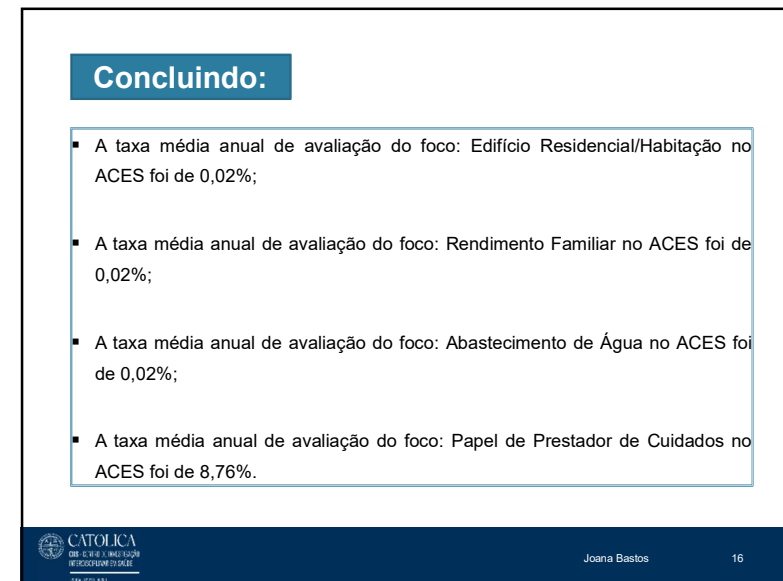 Concluindo:
▪ A taxa média anual de avaliação do foco: Edifício Residencial/Habitação no
ACES foi de 0,02%;
▪ A taxa média anual de avaliação do foco: Rendimento Familiar no ACES foi de
0,02%;
▪ A taxa média anual de avaliação do foco: Abastecimento de Água no ACES foi
de 0,02%;
▪ A taxa média anual de avaliação do foco: Papel de Prestador de Cuidados no
ACES foi de 8,76%.
CATOLICA
Joana Bastos 16